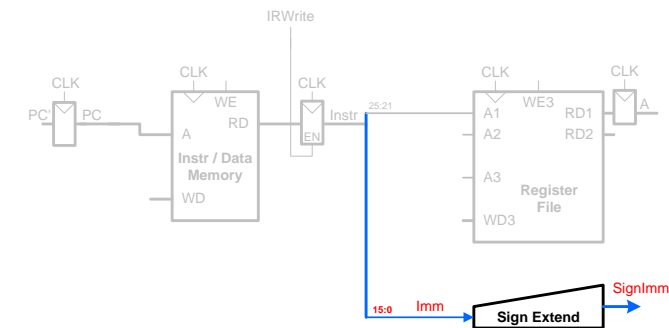 IRWrite
CLK
CLK
CLK
CLK
CLK
PC'
PC
WE
A
RD
EN
Instr
25:21
A1
WE3
RD1
A
A2
RD2
Instr / Data
Memory
A3
WD
Register
File
WD3
15:0
Imm
SignImm
Sign Extend